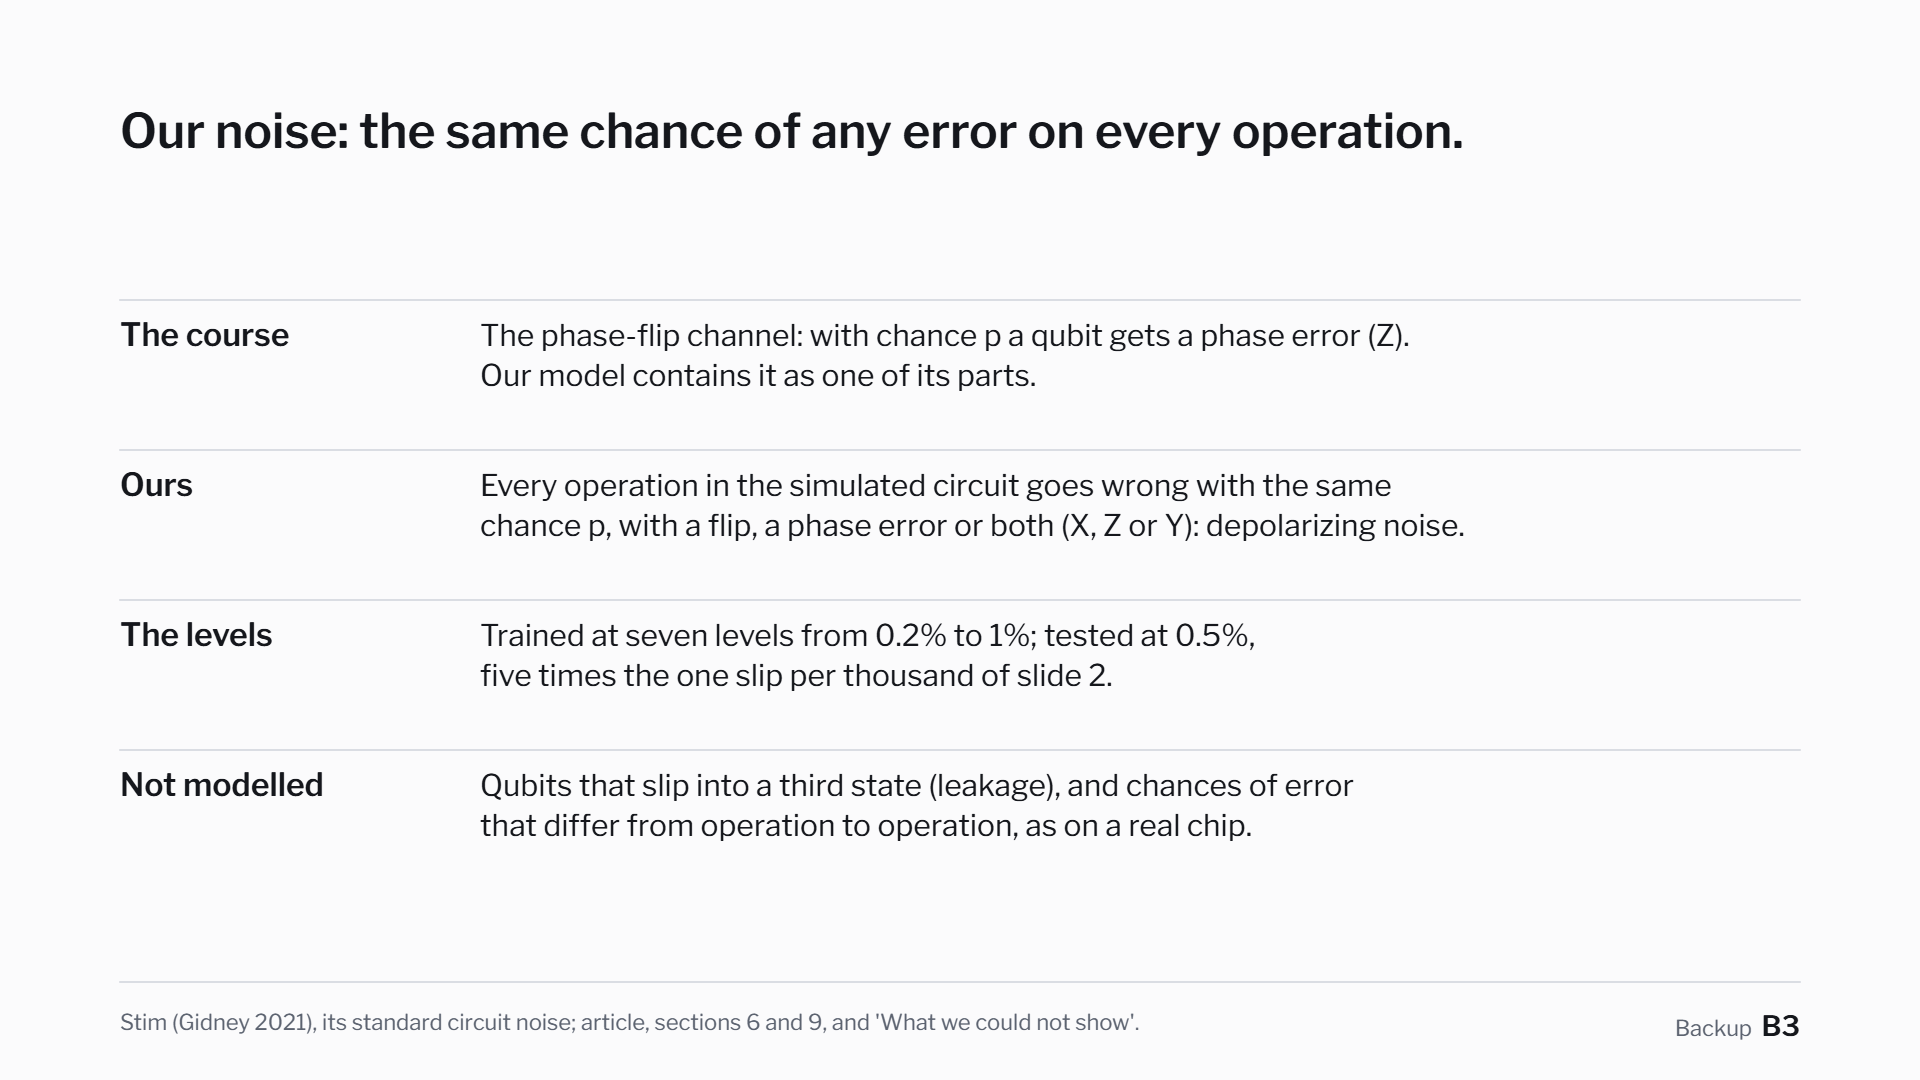 Our noise: the same chance of any error on every operation.
The course
The phase-flip channel: with chance p a qubit gets a phase error (Z).
Our model contains it as one of its parts.
Ours
Every operation in the simulated circuit goes wrong with the same
chance p, with a flip, a phase error or both (X, Z or Y): depolarizing noise.
The levels
Trained at seven levels from 0.2% to 1%; tested at 0.5%,
five times the one slip per thousand of slide 2.
Not modelled
Qubits that slip into a third state (leakage), and chances of error
that differ from operation to operation, as on a real chip.
Stim (Gidney 2021), its standard circuit noise; article, sections 6 and 9, and 'What we could not show'.
Backup B3